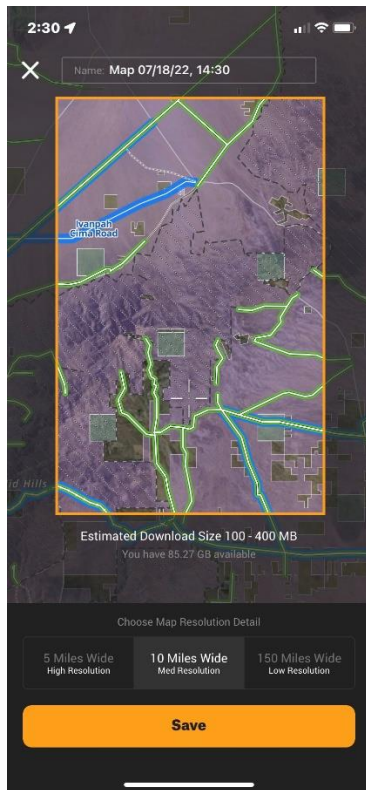 2:30
Name: Map 07/18/22, 14:30
Ivanpah
Cima Road
id Hills
Estimated Download Size 100 - 400 MB
You have 85.27 GB available
Choose Map Resolution Detail
5 Miles Wide
High Resolution
10 Miles Wide
Med Resolution
150 Miles Wide
Low Resolution
Save